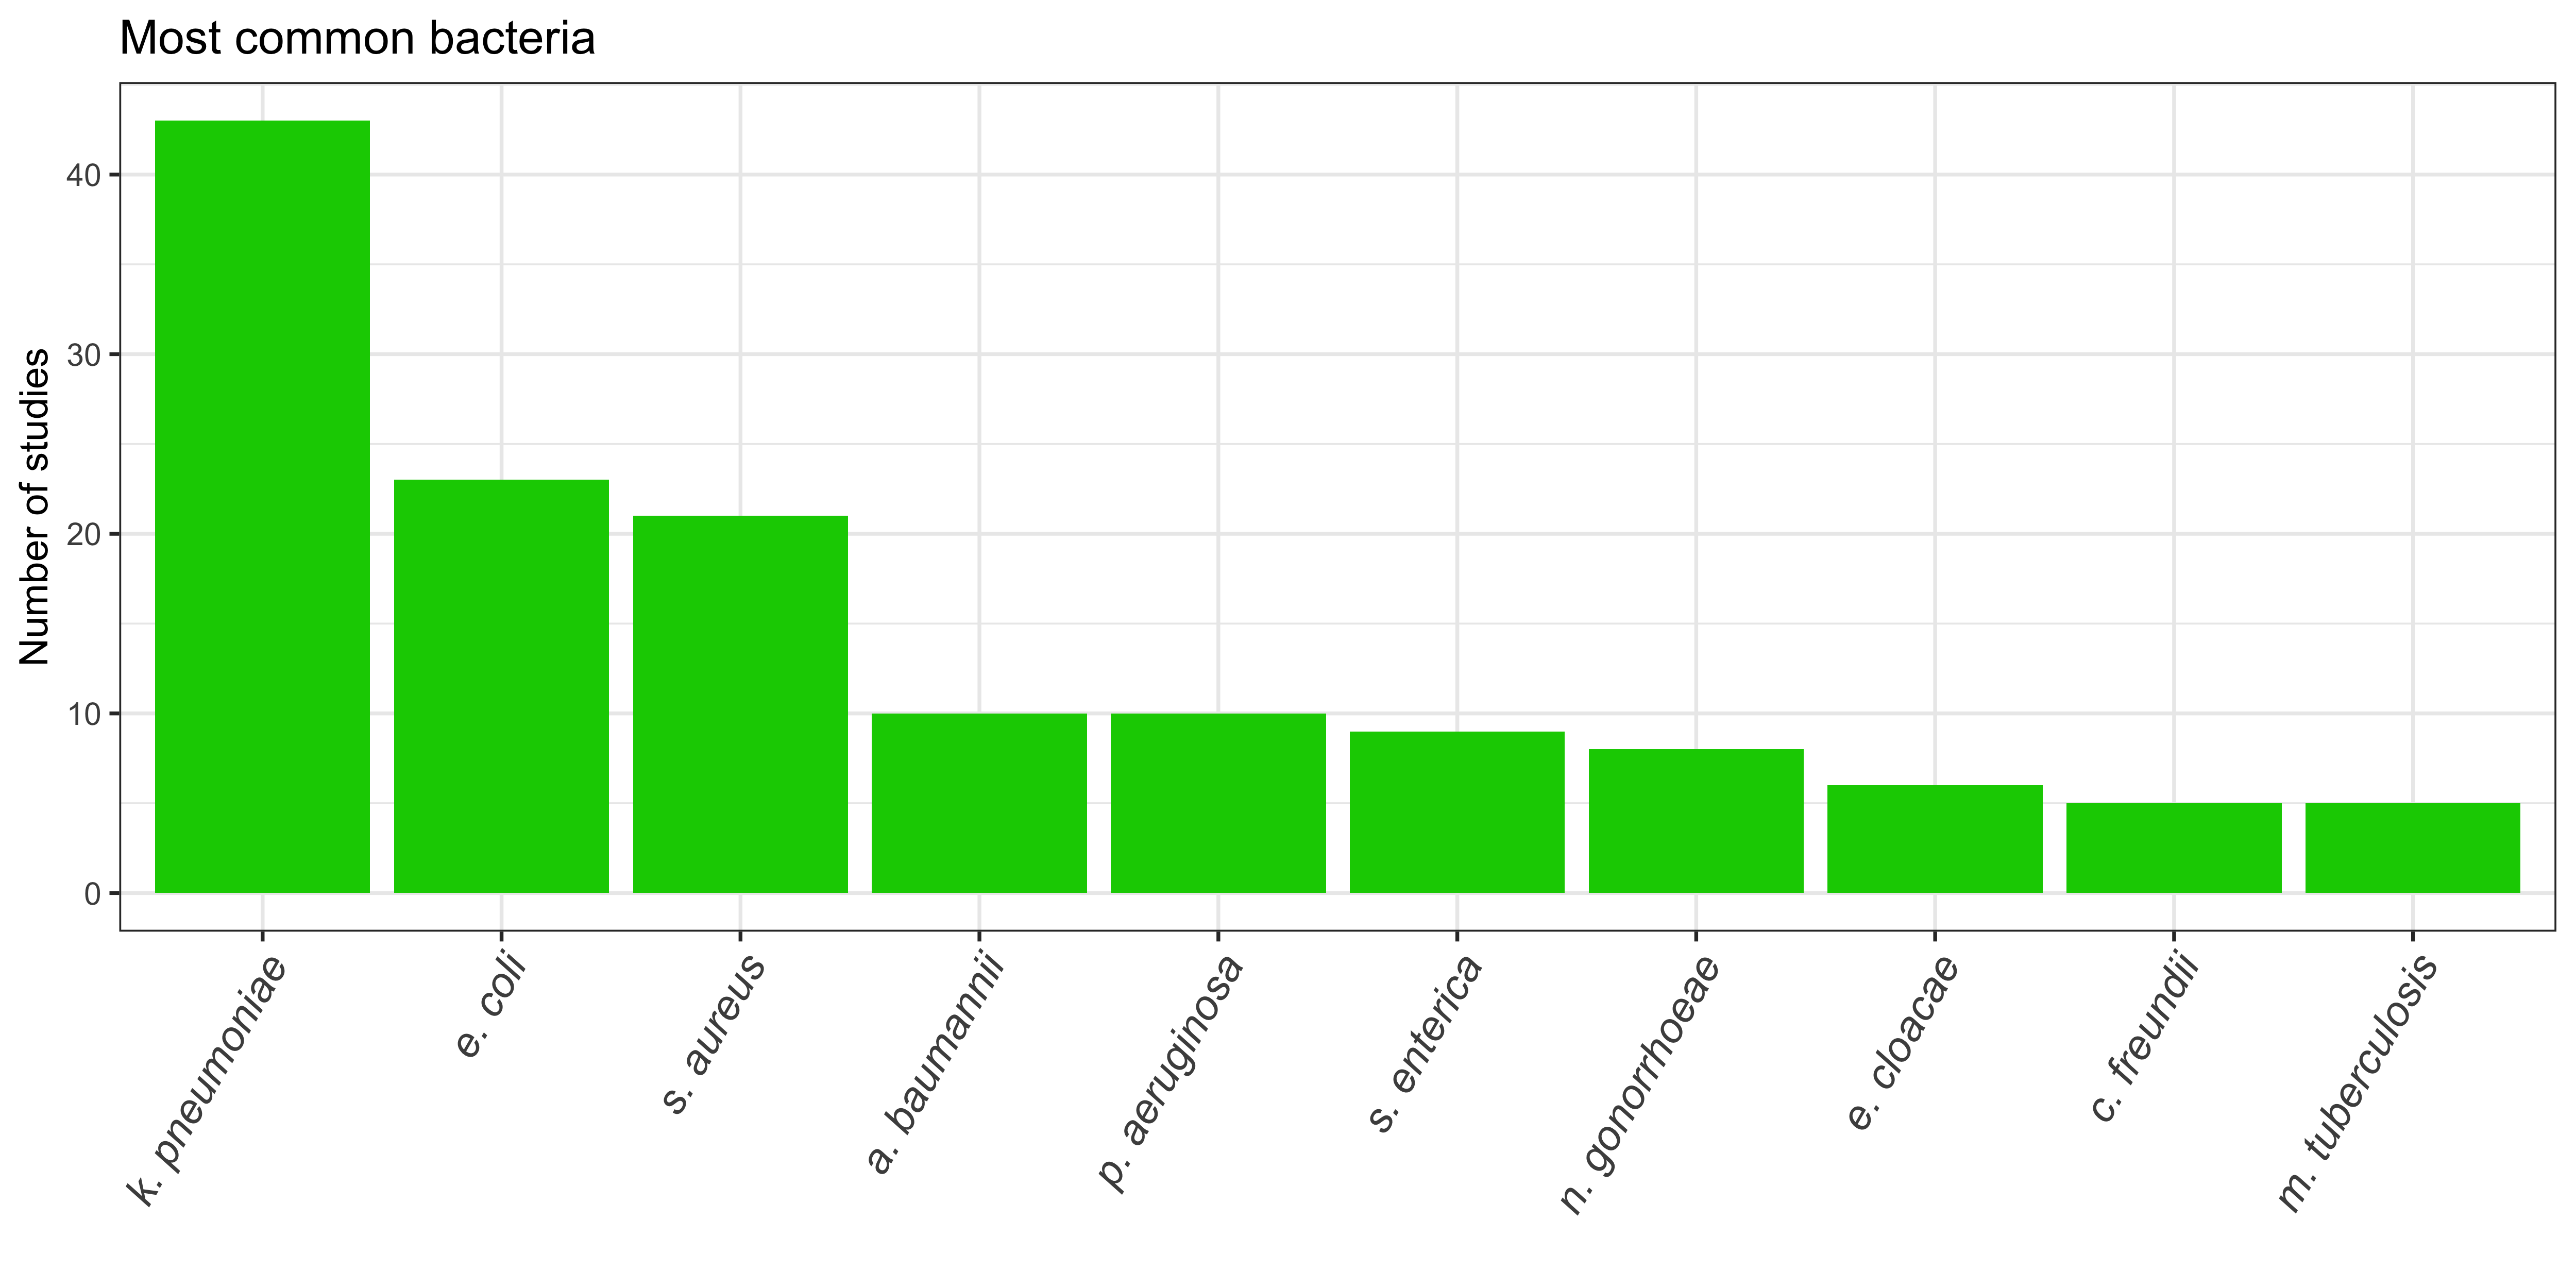 Most common bacteria
Number of studies
40
30
20
10
0
k. pneumoniae
e. coli
s. aureus
a. baumannii
p. aeruginosa
s. enterica
n. gonorrhoeae
e. cloacae
c. freundii
m. tuberculosis